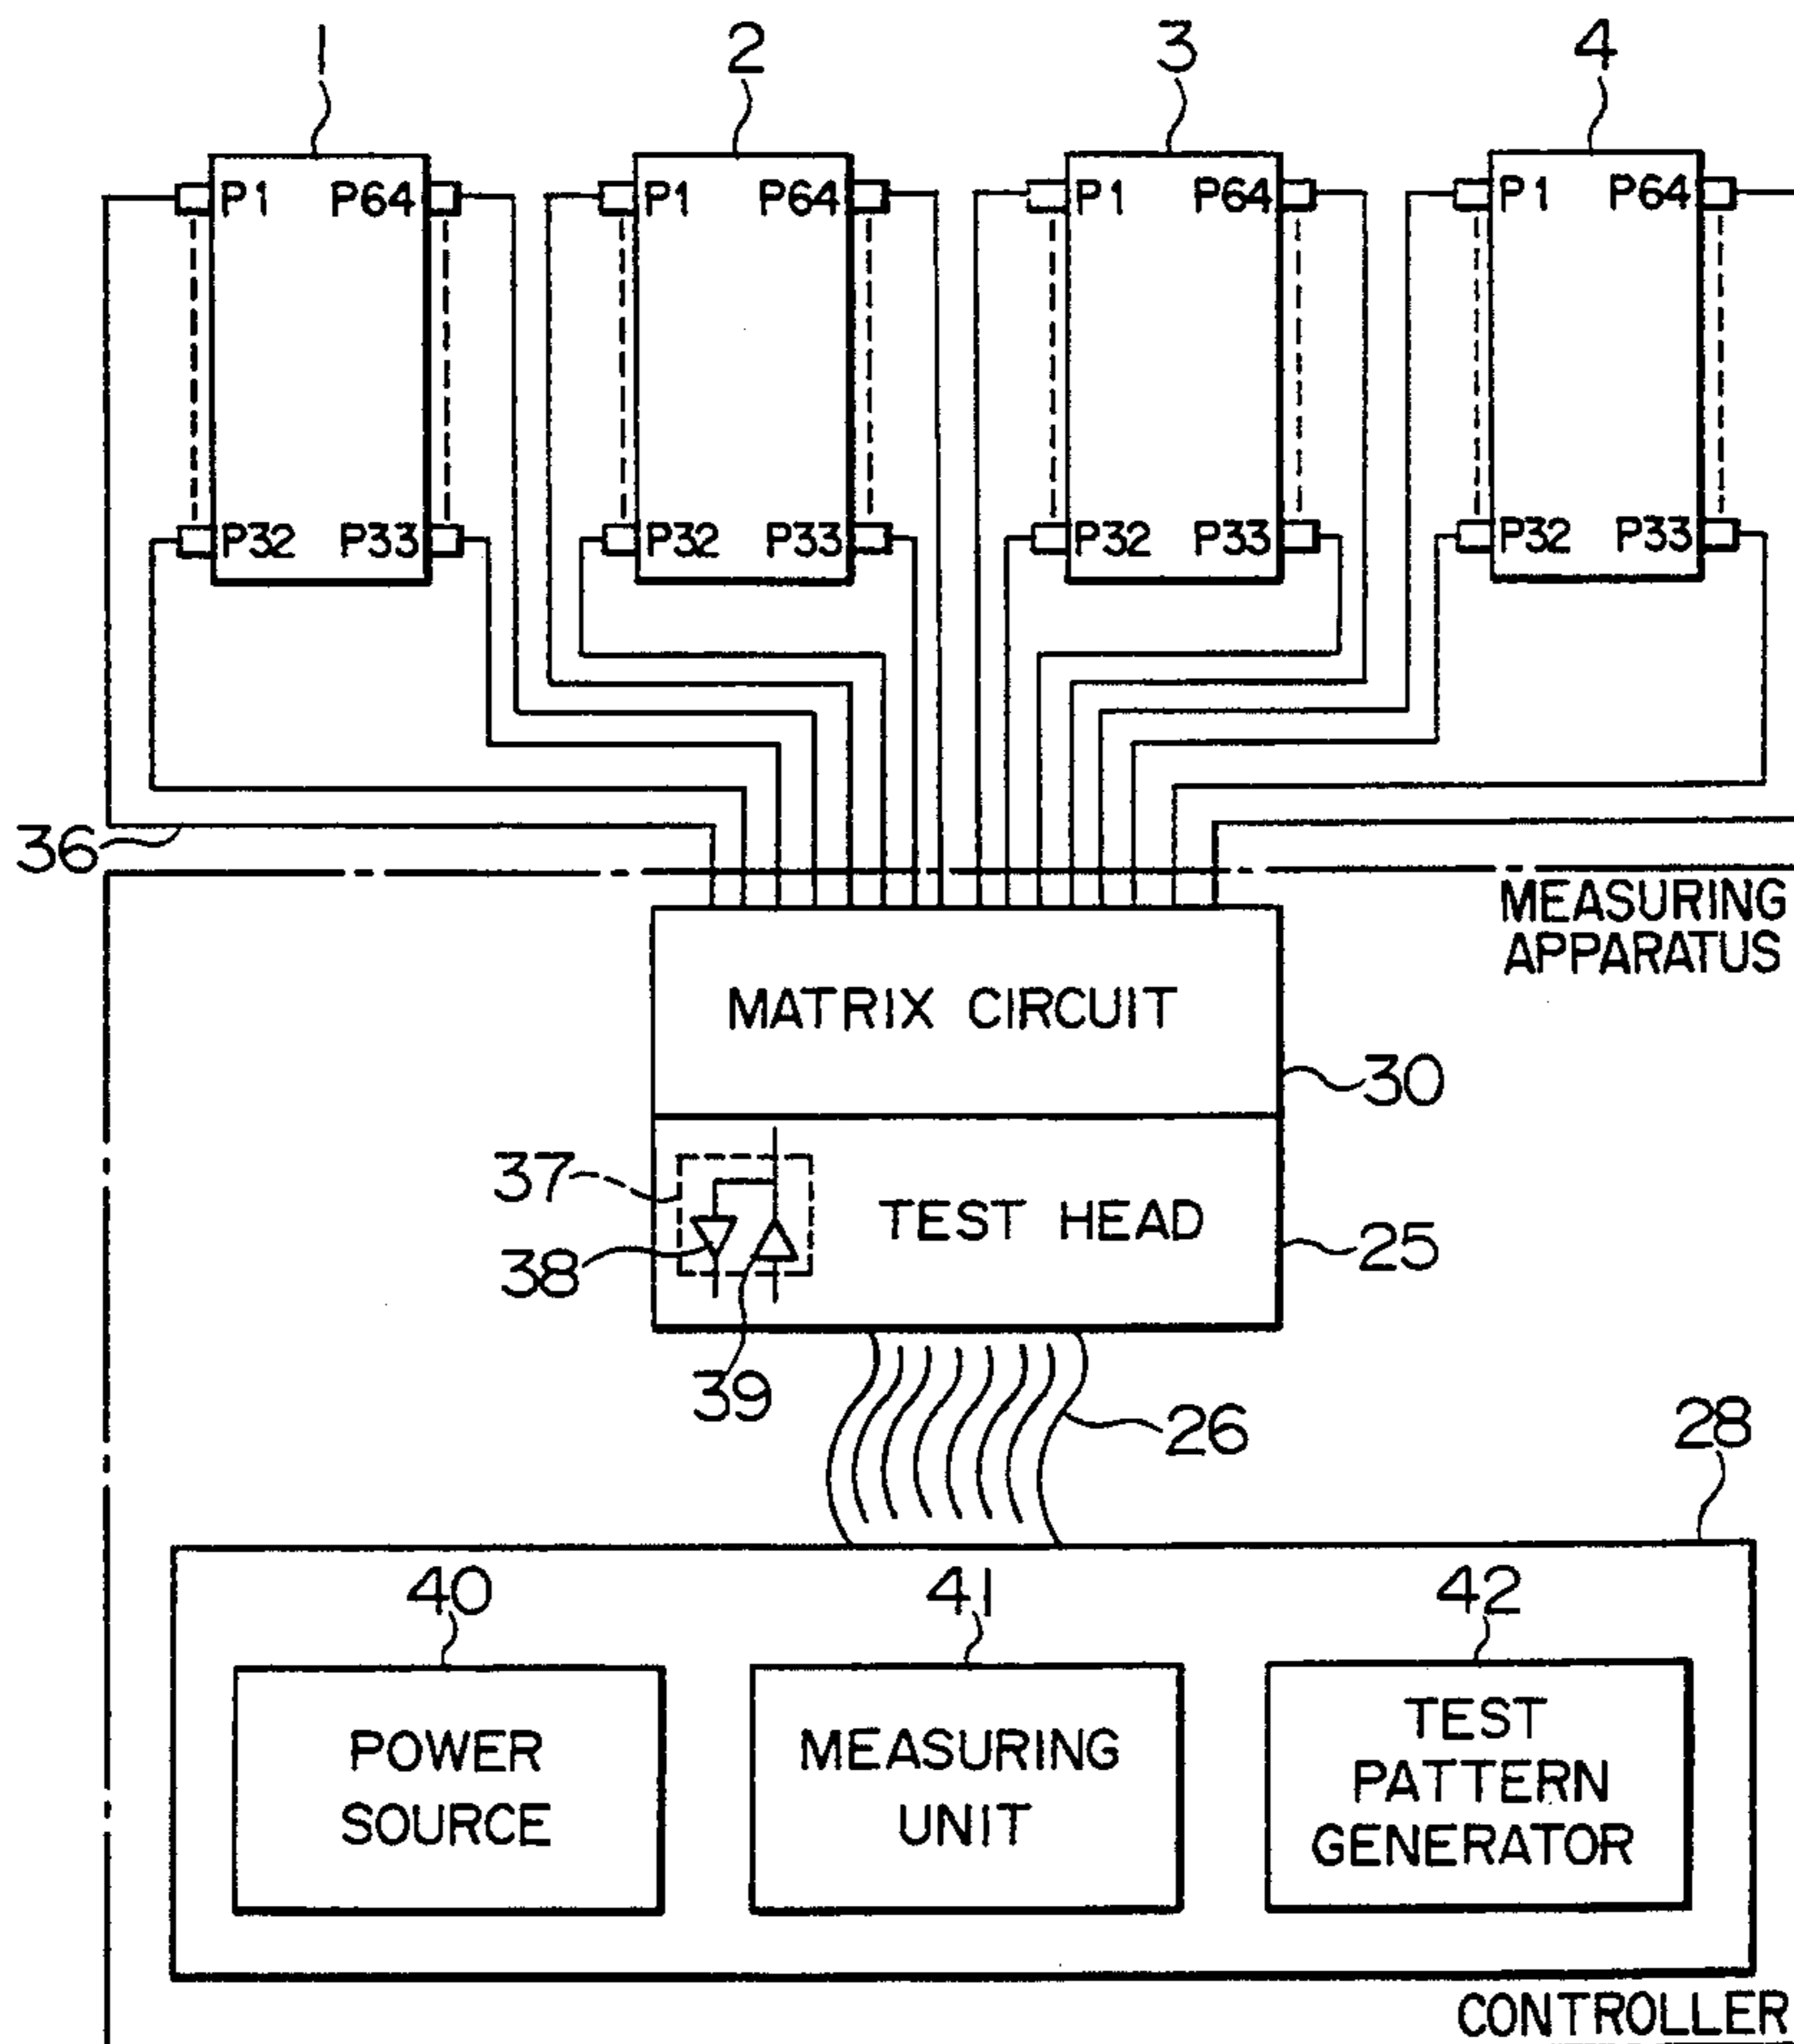 1 2 3 4
P1 P64 P1 P64 P1 P64 P1 P64
P32 P33 P32 P33 P32 P33 P32 P33
36
MEASURING
APPARATUS
MATRIX CIRCUIT
30
37
TEST HEAD
25
38
39
26
28
40 41 42
POWER
SOURCE
MEASURING
UNIT
TEST
PATTERN
GENERATOR
CONTROLLER